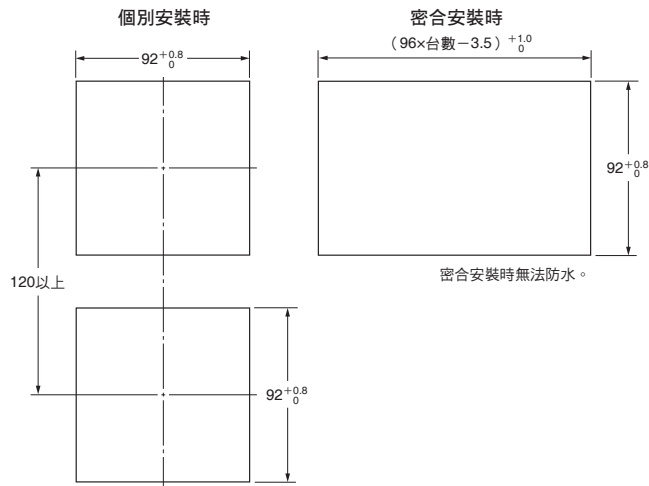 個別安裝時
92 +0.8 0
120以上
92 +0.8 0
密合安裝時
（96×台數－3.5）+1.0 0
92 +0.8 0
密合安裝時無法防水。